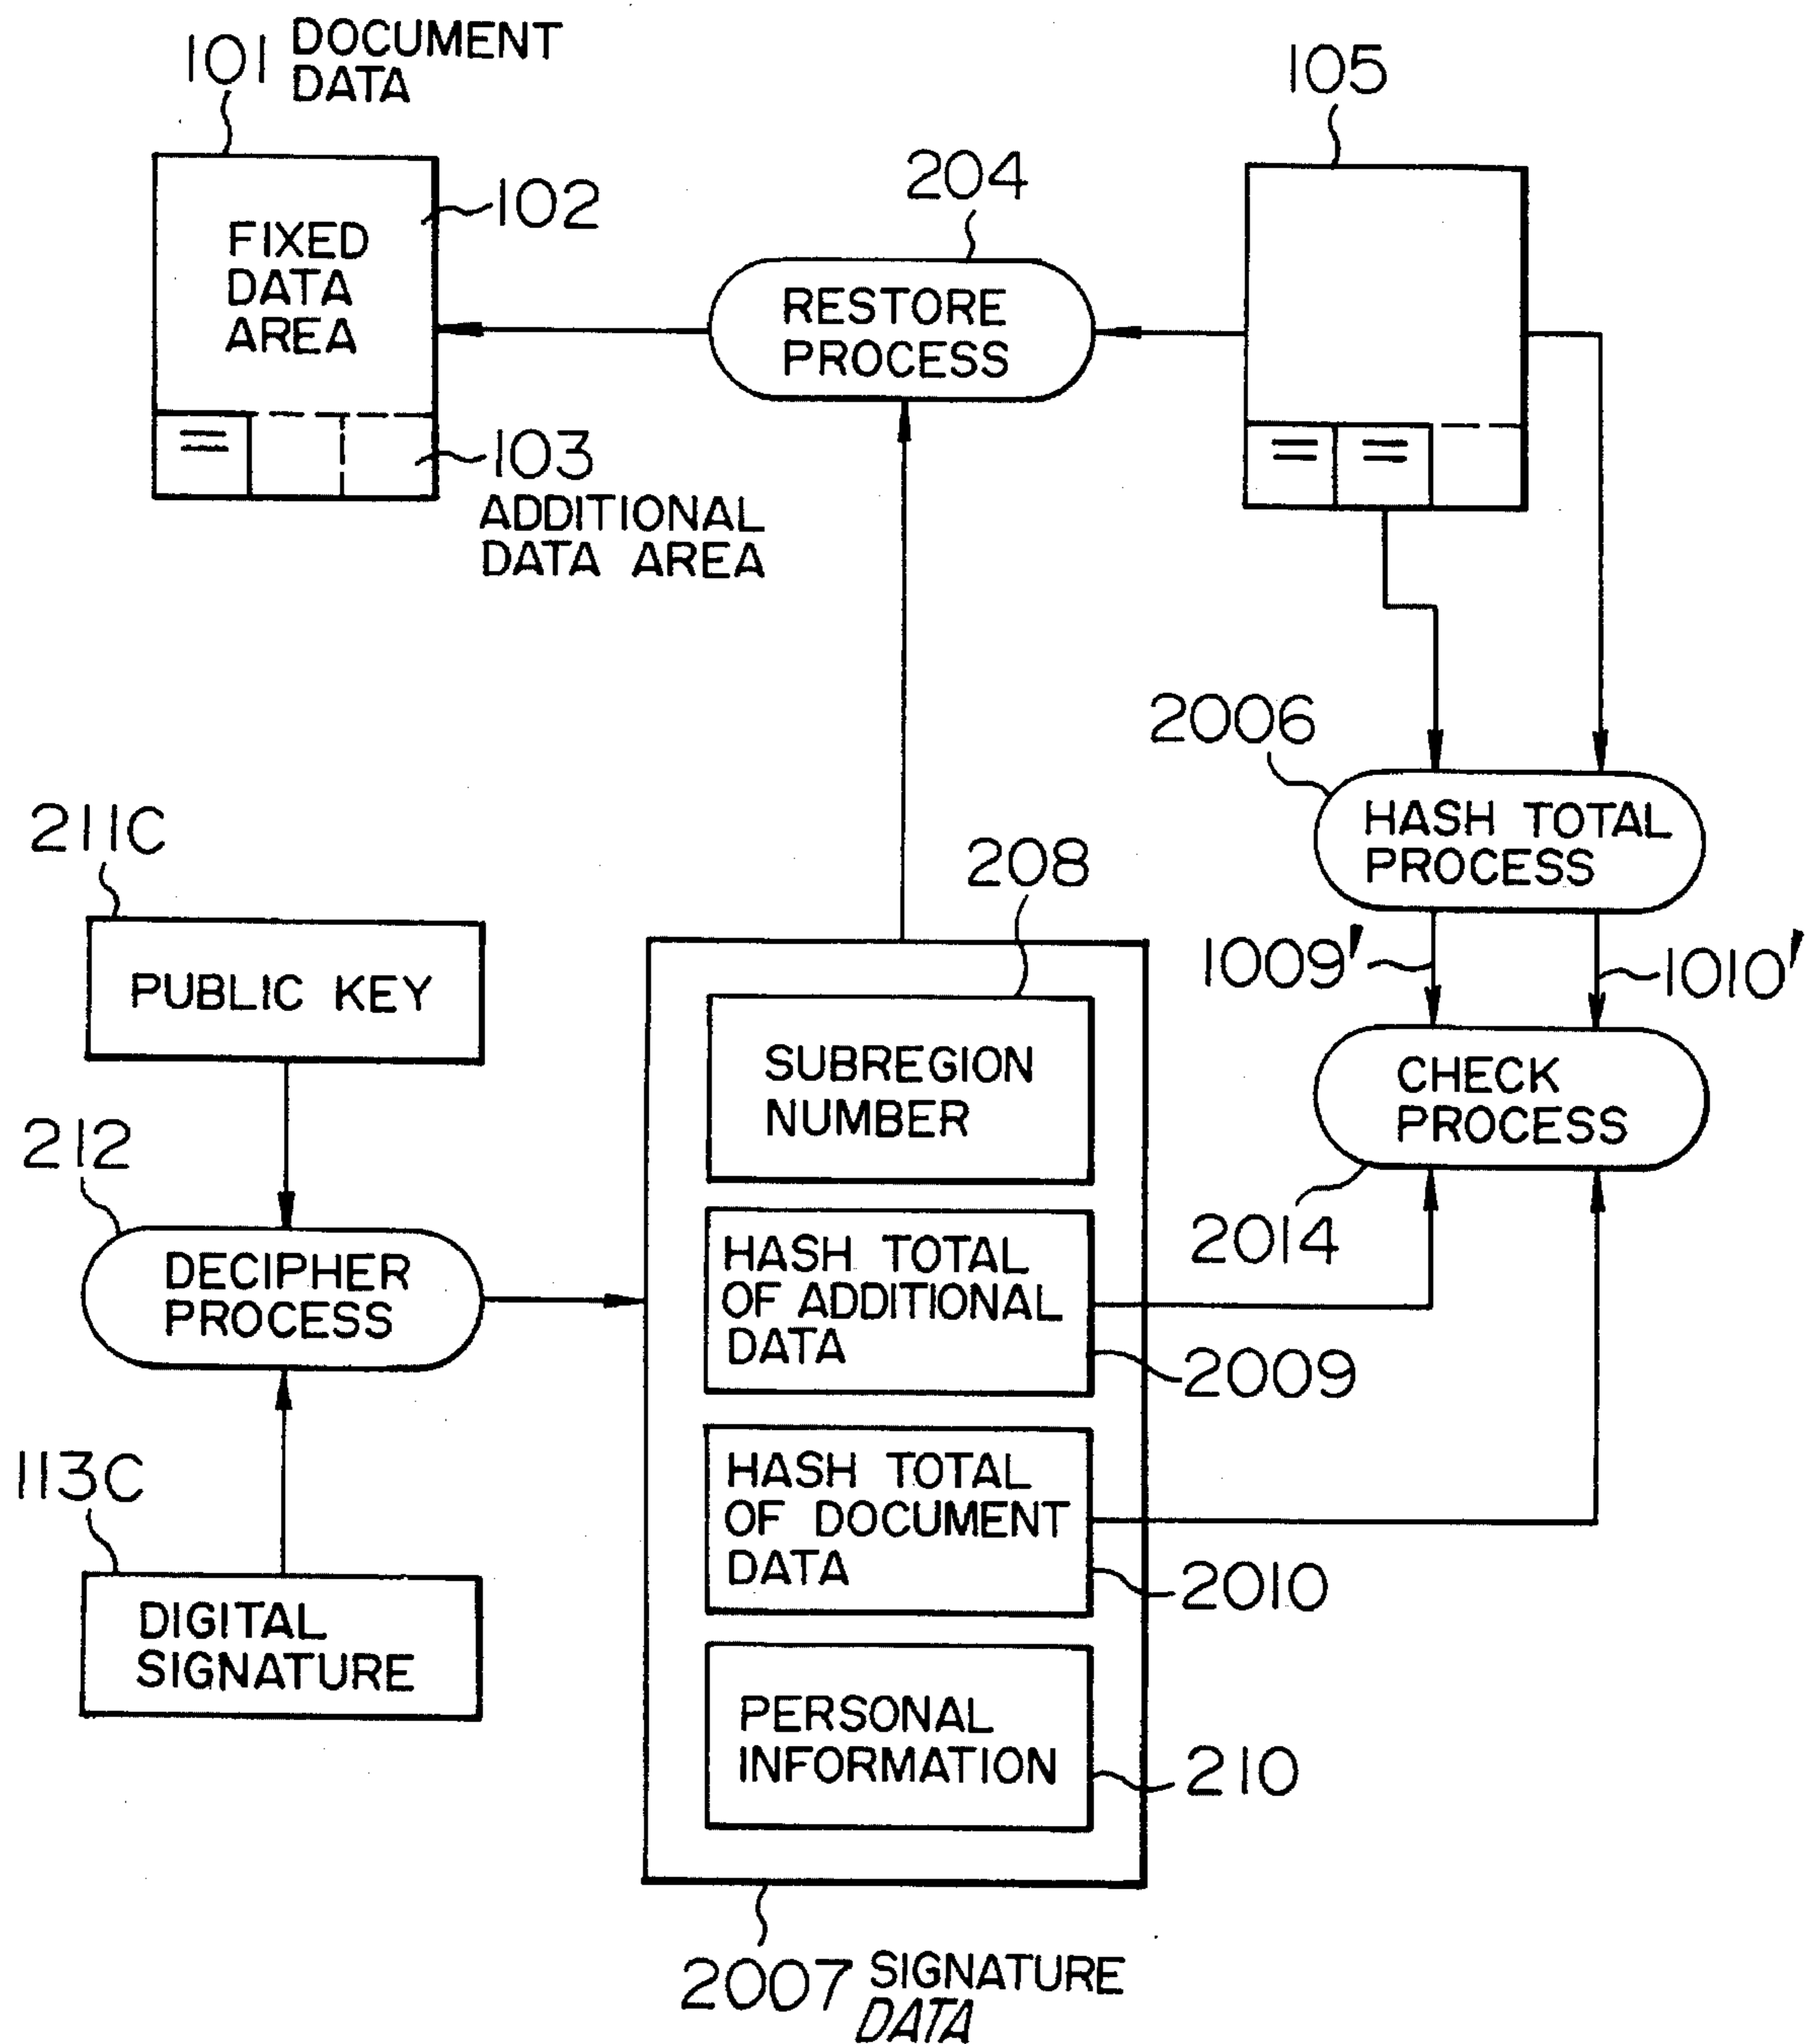 101 DOCUMENT
DATA
105
204
102
FIXED
DATA
AREA
RESTORE
PROCESS
103
ADDITIONAL
DATA AREA
2006
211C
HASH TOTAL
PROCESS
208
1009'
1010'
PUBLIC KEY
SUBREGION
NUMBER
CHECK
PROCESS
212
2014
DECIPHER
PROCESS
HASH TOTAL
OF ADDITIONAL
DATA
2009
113C
HASH TOTAL
OF DOCUMENT
DATA
2010
DIGITAL
SIGNATURE
PERSONAL
INFORMATION
210
2007 SIGNATURE
DATA